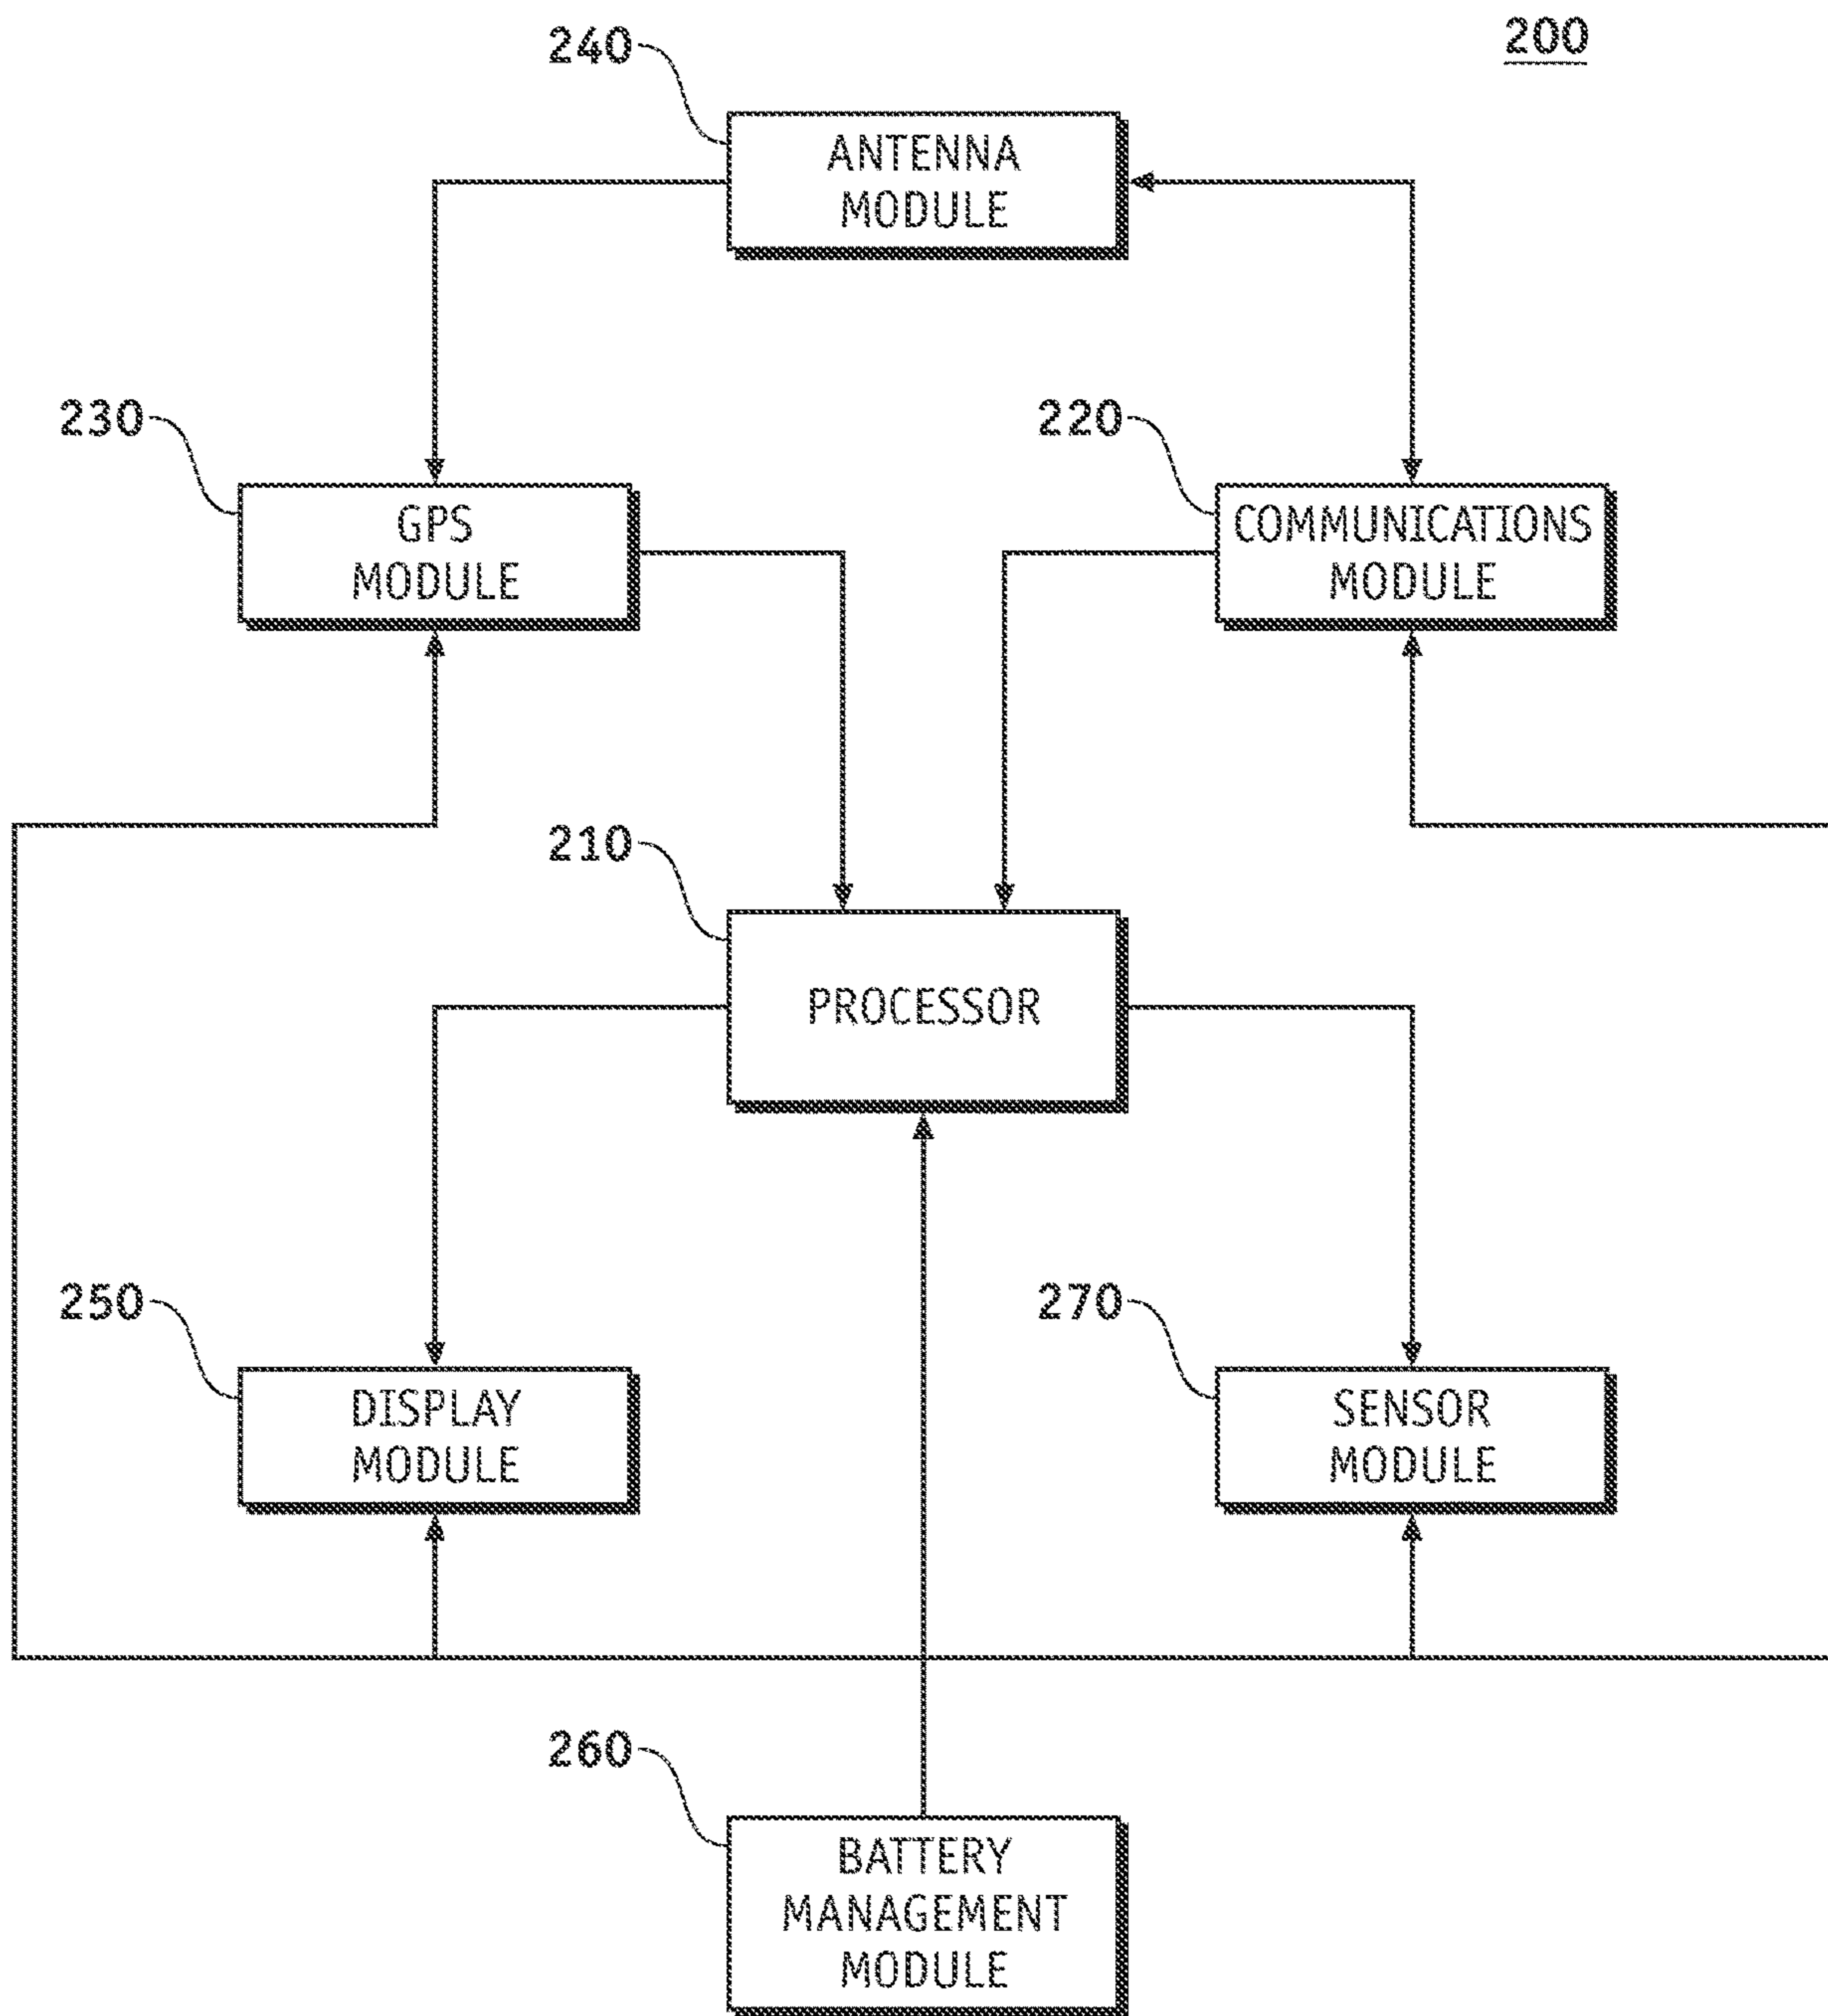 200
240
ANTENNA
MODULE
230
GPS
MODULE
220
COMMUNICATIONS
MODULE
210
PROCESSOR
250
DISPLAY
MODULE
270
SENSOR
MODULE
260
BATTERY
MANAGEMENT
MODULE